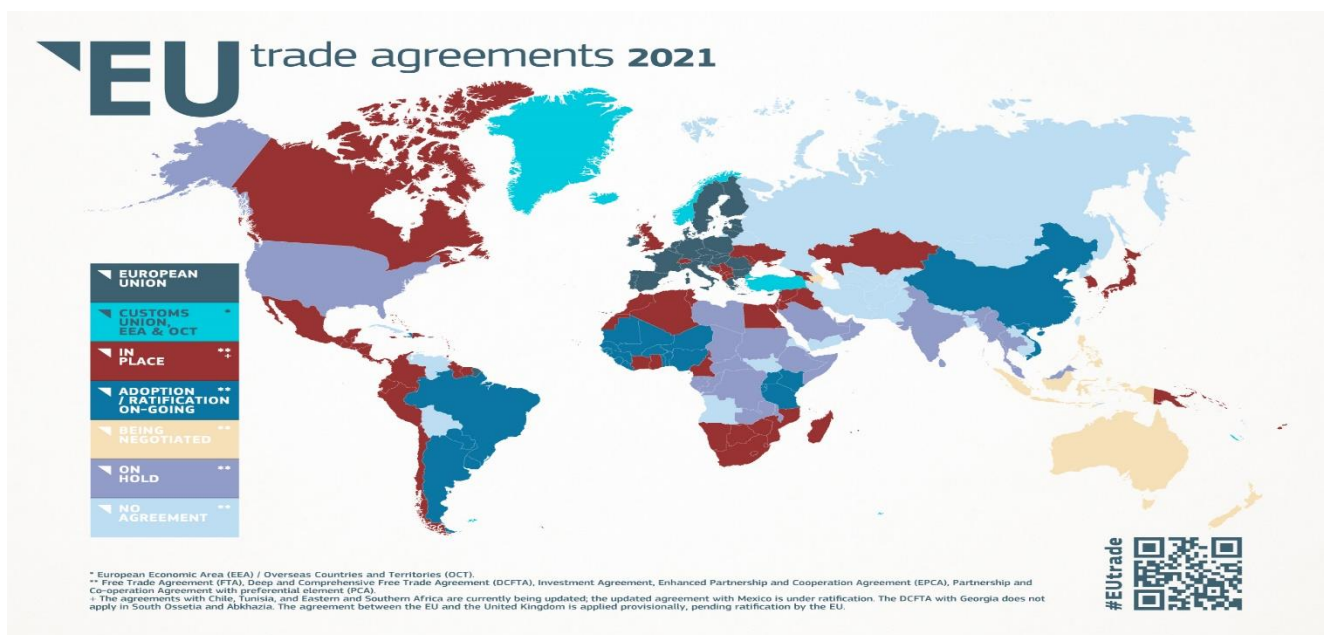 EU trade agreements 2021
EUROPEAN
UNION
CUSTOMS *
UNION,
EEA & OCT
IN **
PLACE +
ADOPTION **
/ RATIFICATION
ON-GOING
BEING **
NEGOTIATED
ON **
HOLD
NO **
AGREEMENT
* European Economic Area (EEA) / Overseas Countries and Territories (OCT).
** Free Trade Agreement (FTA), Deep and Comprehensive Free Trade Agreement (DCFTA), Investment Agreement, Enhanced Partnership and Cooperation Agreement (EPCA), Partnership and
Co-operation Agreement with preferential element (PCA).
+ The agreements with Chile, Tunisia, and Eastern and Southern Africa are currently being updated; the updated agreement with Mexico is under ratification. The DCFTA with Georgia does not
apply in South Ossetia and Abkhazia. The agreement between the EU and the United Kingdom is applied provisionally, pending ratification by the EU.
#EUtrade